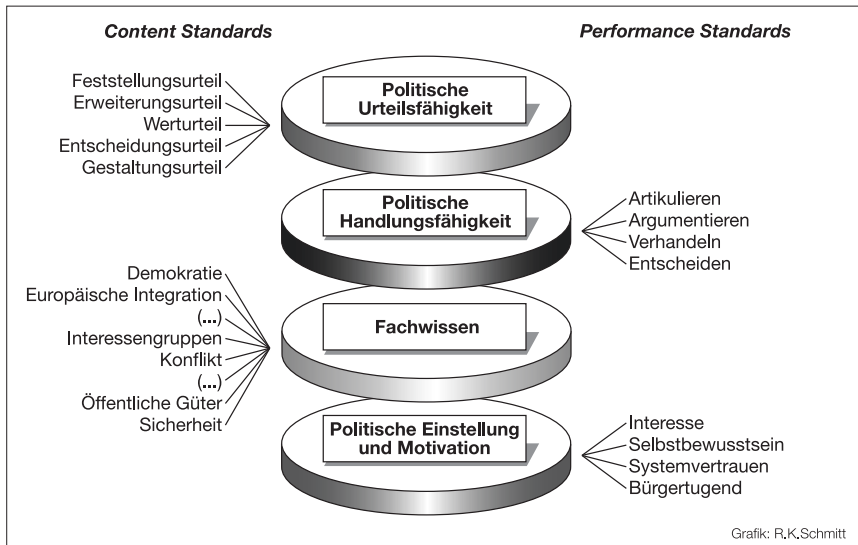 Content Standards
Performance Standards
Feststellungsurteil
Erweiterungsurteil
Werturteil
Entscheidungsurteil
Gestaltungsurteil
Politische
Urteilsfähigkeit
Politische
Handlungsfähigkeit
Artikulieren
Argumentieren
Verhandeln
Entscheiden
Demokratie
Europäische Integration
(...)
Interessengruppen
Konflikt
(...)
Öffentliche Güter
Sicherheit
Fachwissen
Politische Einstellung
und Motivation
Interesse
Selbstbewusstsein
Systemvertrauen
Bürgertugend
Grafik: R.K.Schmitt